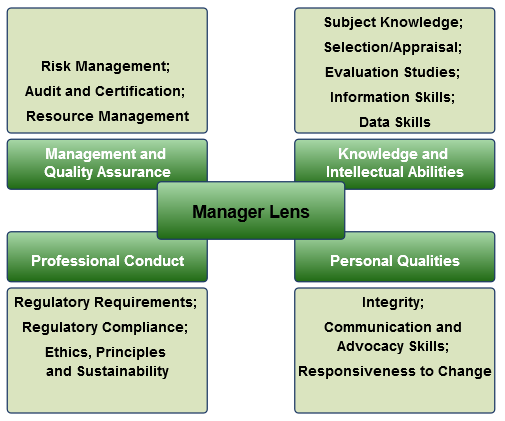 Risk Management;
Audit and Certification;
Resource Management
Management and
Quality Assurance
Subject Knowledge;
Selection/Appraisal;
Evaluation Studies;
Information Skills;
Data Skills
Knowledge and
Intellectual Abilities
Manager Lens
Professional Conduct
Regulatory Requirements;
Regulatory Compliance;
Ethics, Principles
and Sustainability
Personal Qualities
Integrity;
Communication and
Advocacy Skills;
Responsiveness to Change